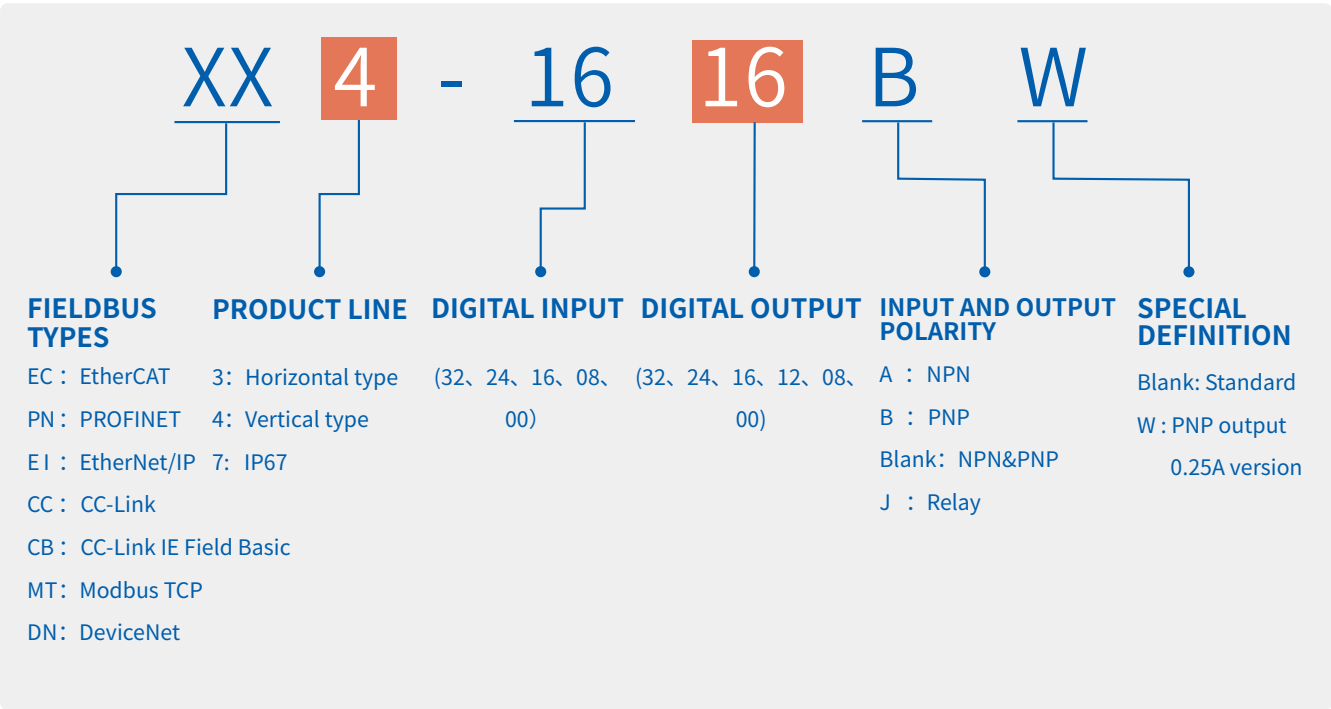 XX 4 - 16 16 B W
FIELDBUS
TYPES
EC： EtherCAT
PN： PROFINET
EI： EtherNet/IP
CC： CC-Link
CB： CC-Link IE Field Basic
MT： Modbus TCP
DN： DeviceNet
PRODUCT LINE
3： Horizontal type
4： Vertical type
7: IP67
DIGITAL INPUT
(32、24、16、08、
00）
DIGITAL OUTPUT
(32、24、16、12、08、
00)
INPUT AND OUTPUT
POLARITY
A ： NPN
B ： PNP
Blank： NPN&PNP
J ： Relay
SPECIAL
DEFINITION
Blank: Standard
W : PNP output
0.25A version